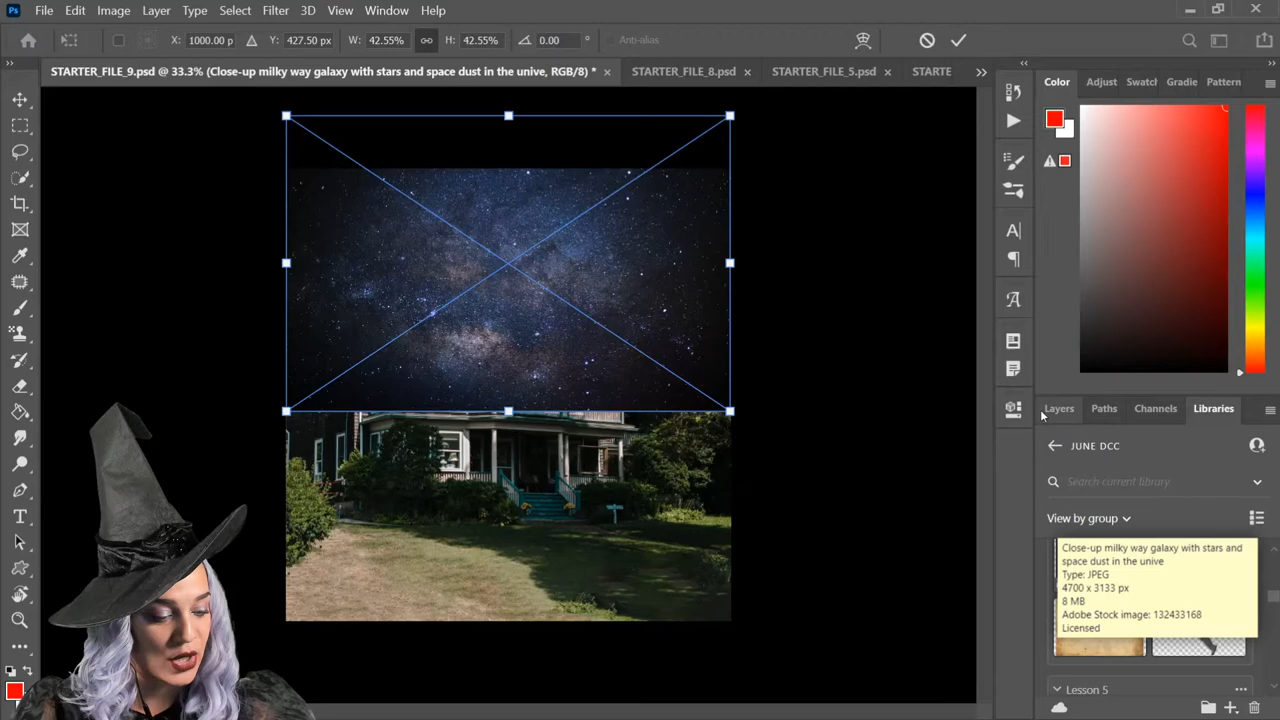 Ps File Edit Image Layer Type Select Filter 3D View Window Help
X: 1000.00 p Y: 427.50 px W: 42.55% H: 42.55% 0.00 ° Anti-alias
STARTER_FILE_9.psd @ 33.3% (Close-up milky way galaxy with stars and space dust in the unive, RGB/8) * × STARTER_FILE_8.psd × STARTER_FILE_5.psd × STARTE
Color Adjust Swatch Gradie Pattern
Layers Paths Channels Libraries
JUNE DCC
Search current library
View by group
Close-up milky way galaxy with stars and
space dust in the unive
Type: JPEG
4700 x 3133 px
8 MB
Adobe Stock image: 132433168
Licensed
Lesson 5